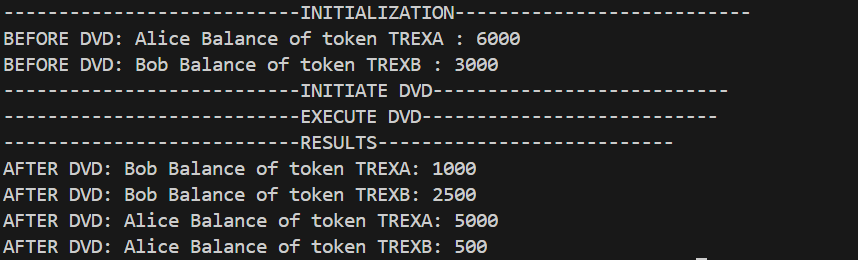 ---------------------------INITIALIZATION---------------------------
BEFORE DVD: Alice Balance of token TREXA : 6000
BEFORE DVD: Bob Balance of token TREXB : 3000
---------------------------INITIATE DVD---------------------------
---------------------------EXECUTE DVD---------------------------
---------------------------RESULTS---------------------------
AFTER DVD: Bob Balance of token TREXA: 1000
AFTER DVD: Bob Balance of token TREXB: 2500
AFTER DVD: Alice Balance of token TREXA: 5000
AFTER DVD: Alice Balance of token TREXB: 500